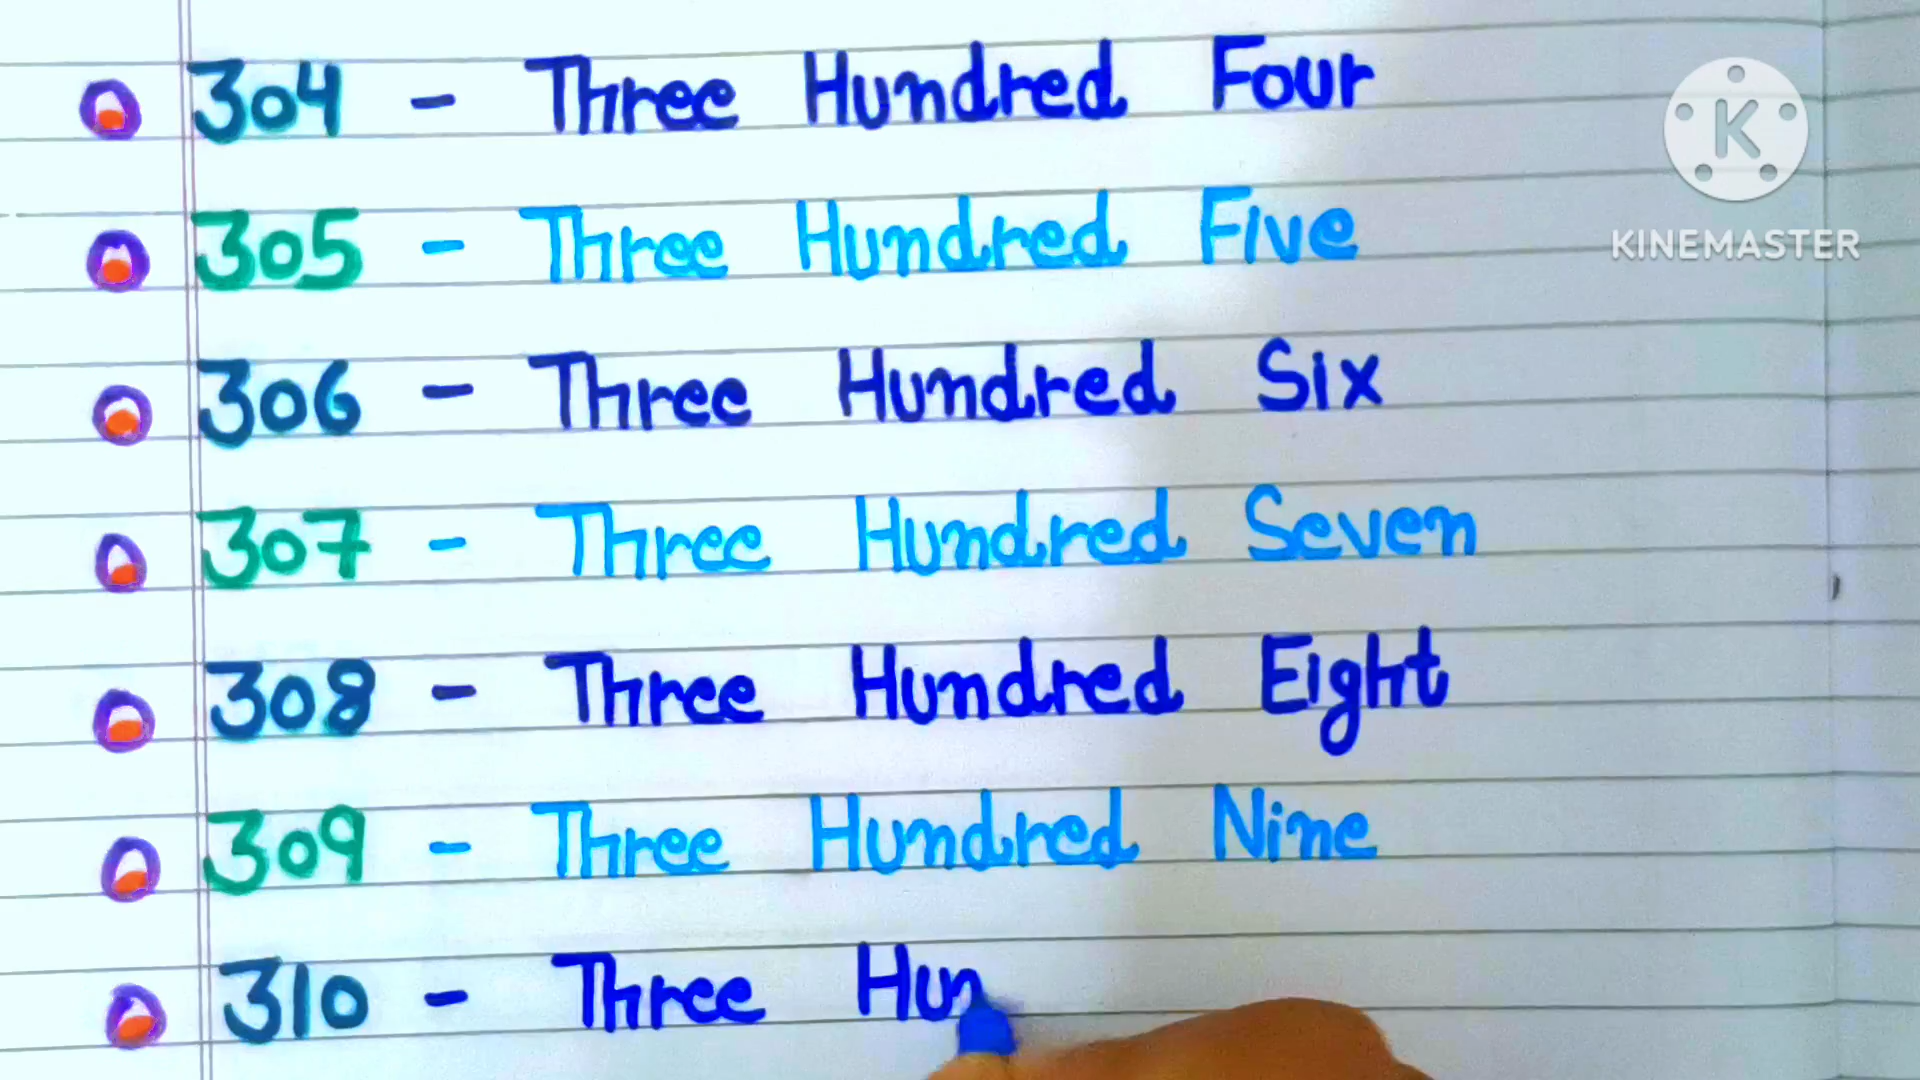 304 - Three Hundred Four
305 - Three Hundred Five
306 - Three Hundred Six
307 - Three Hundred Seven
308 - Three Hundred Eight
309 - Three Hundred Nine
310 - Three Hun
K
KINEMASTER